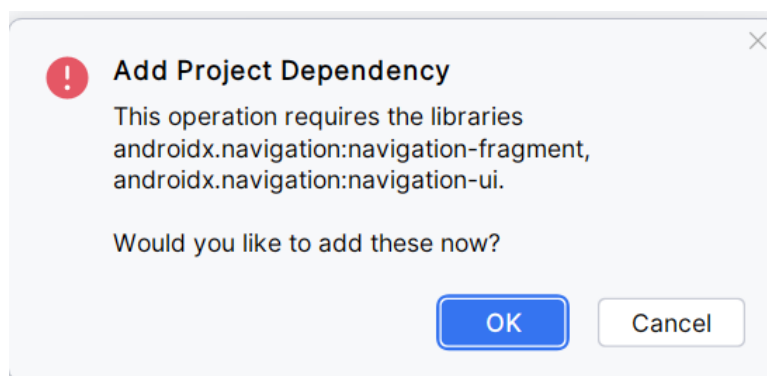 Add Project Dependency
This operation requires the libraries
androidx.navigation:navigation-fragment,
androidx.navigation:navigation-ui.
Would you like to add these now?
OK
Cancel